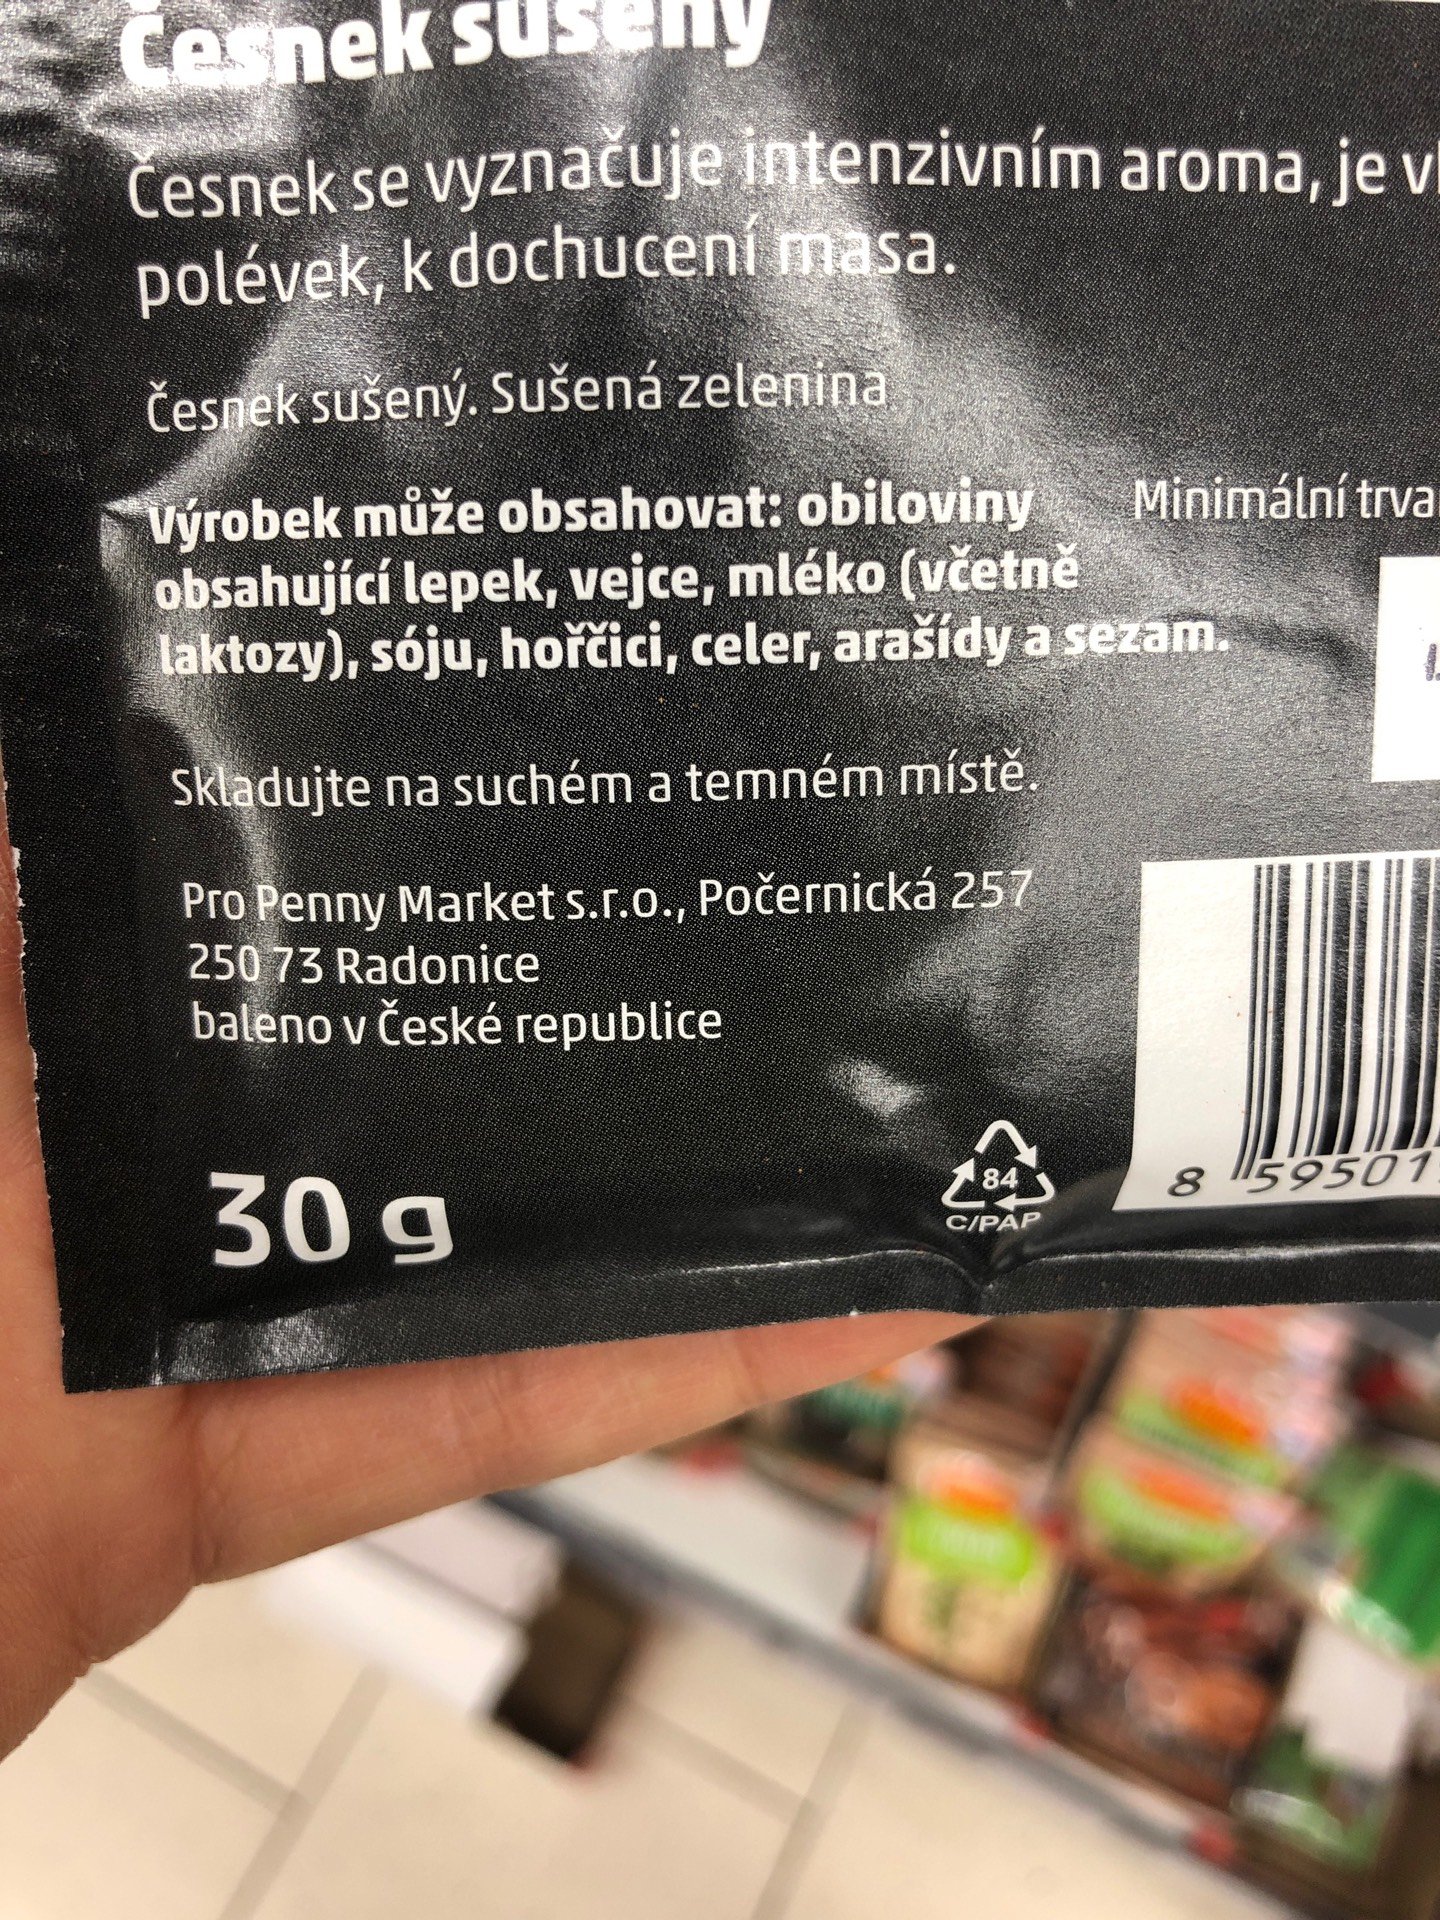 Česnek sušený
Česnek se vyznačuje intenzivním aroma, je
polévek, k dochucení masa.
Česnek sušený. Sušená zelenina
Výrobek může obsahovat: obiloviny
obsahující lepek, vejce, mléko (včetně
laktozy), sóju, hořčici, celer, arašídy a sezam.
Minimální trva
Skladujte na suchém a temném místě.
Pro Penny Market s.r.o., Počernická 257
250 73 Radonice
baleno v České republice
30 g
84
C/PAP
8 595019